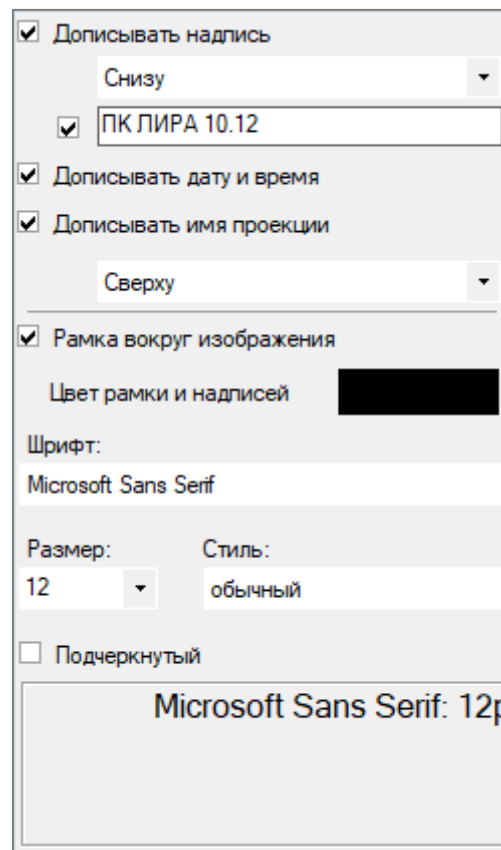 Дописывать надпись
Снизу
ПК ЛИРА 10.12
Дописывать дату и время
Дописывать имя проекции
Сверху
Рамка вокруг изображения
Цвет рамки и надписей
Шрифт:
Microsoft Sans Serif
Размер: Стиль:
12 обычный
Подчеркнутый
Microsoft Sans Serif: 12p